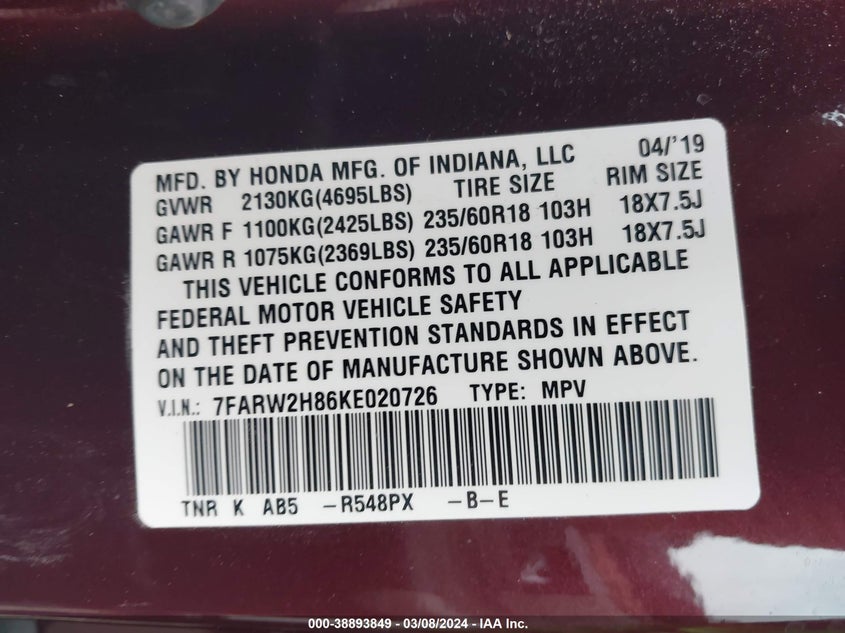 MFD. BY HONDA MFG. OF INDIANA, LLC 04/'19
GVWR 2130KG(4695LBS) TIRE SIZE RIM SIZE
GAWR F 1100KG(2425LBS) 235/60R18 103H 18X7.5J
GAWR R 1075KG(2369LBS) 235/60R18 103H 18X7.5J
THIS VEHICLE CONFORMS TO ALL APPLICABLE
FEDERAL MOTOR VEHICLE SAFETY
AND THEFT PREVENTION STANDARDS IN EFFECT
ON THE DATE OF MANUFACTURE SHOWN ABOVE.
V.I.N.: 7FARW2H86KE020726 TYPE: MPV
TNR K AB5 -R548PX -B-E
000-38893849 - 03/08/2024 - IAA Inc.